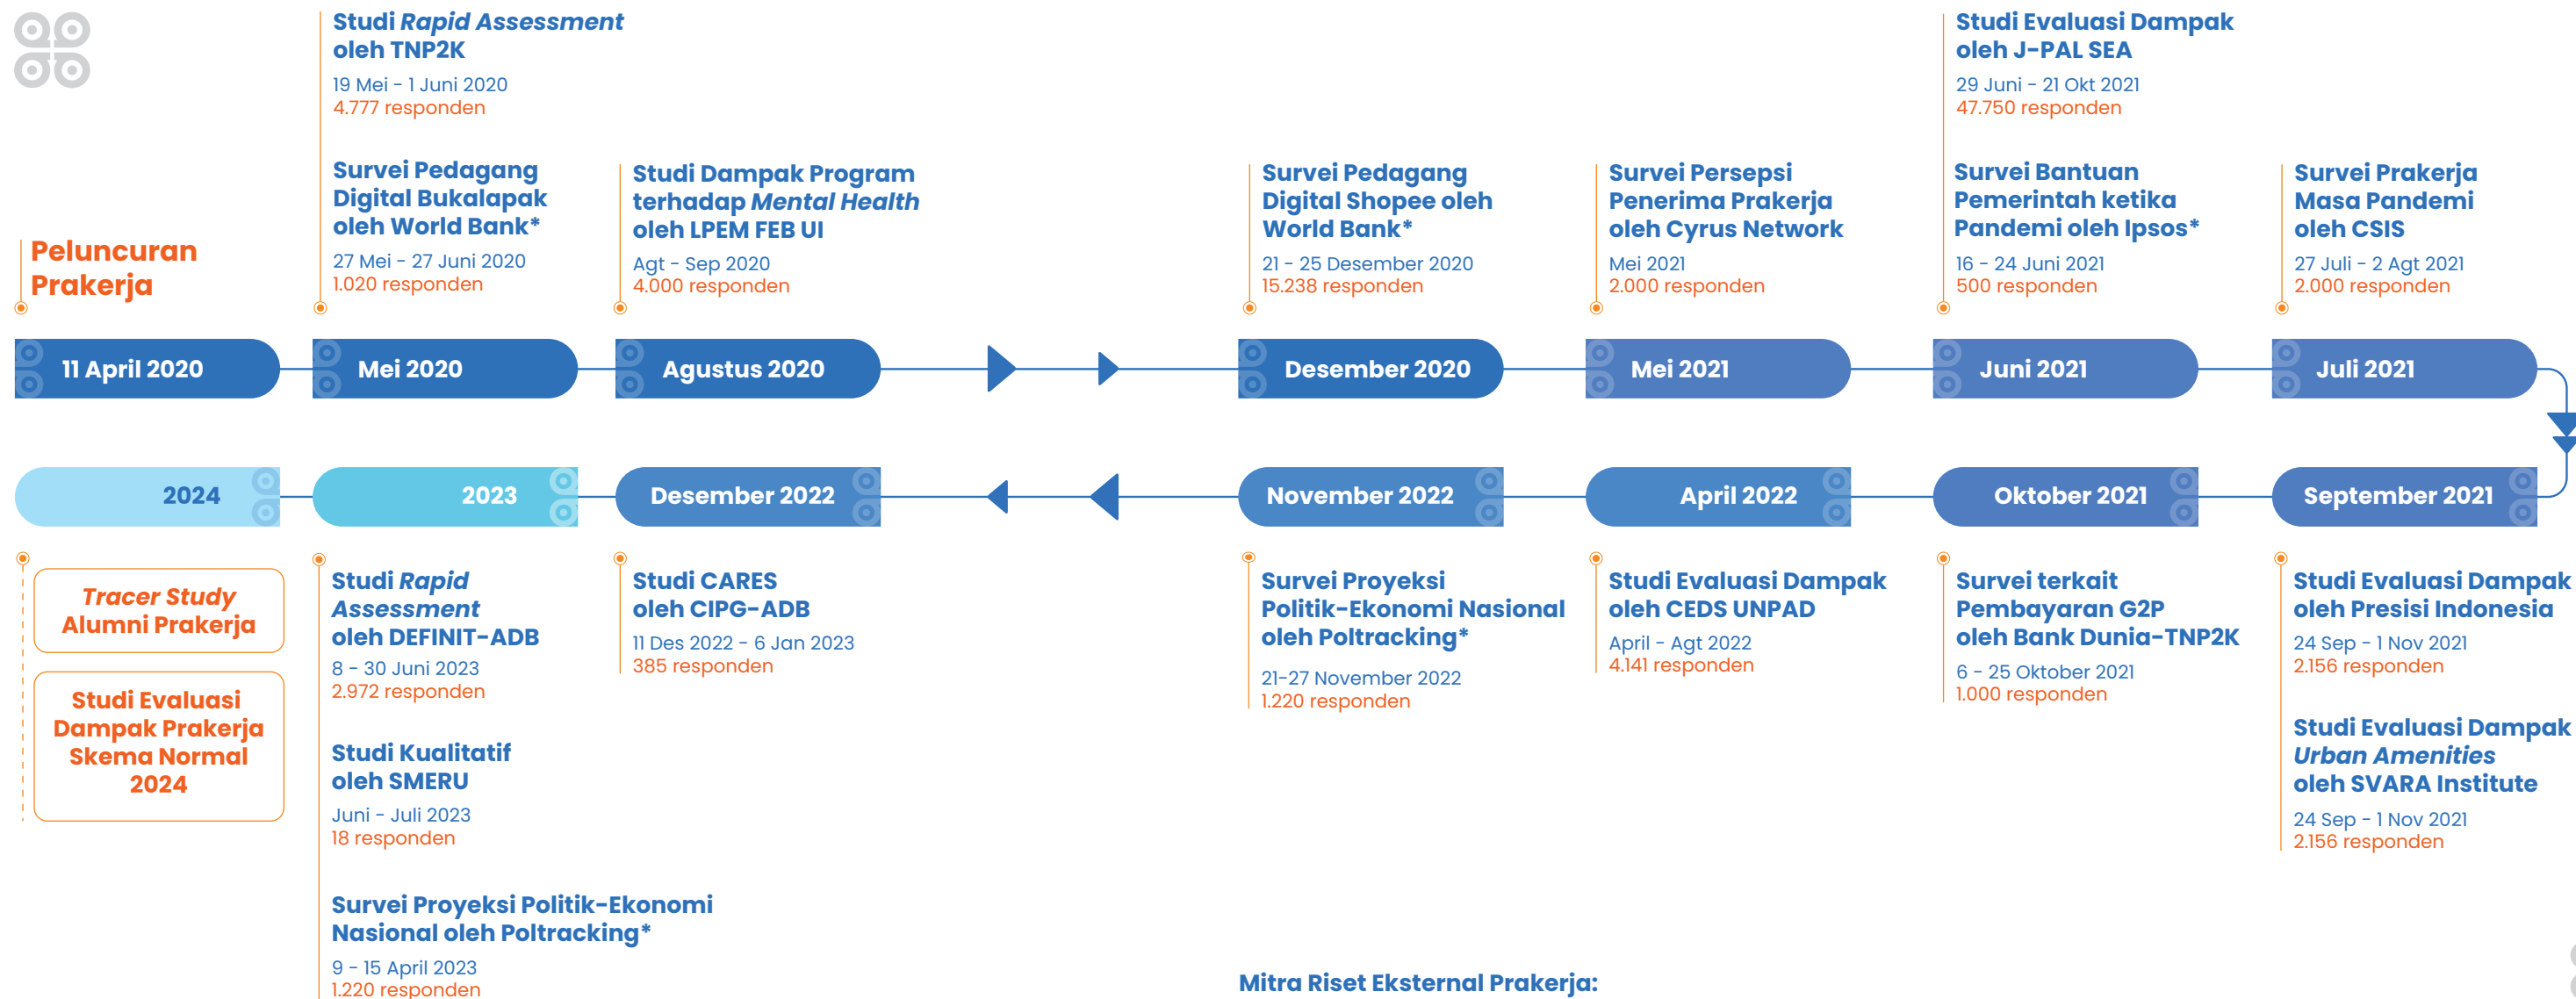 Peluncuran
Prakerja
11 April 2020
Studi Rapid Assessment
oleh TNP2K
19 Mei - 1 Juni 2020
4.777 responden
Survei Pedagang
Digital Bukalapak
oleh World Bank*
27 Mei - 27 Juni 2020
1.020 responden
Mei 2020
Studi Dampak Program
terhadap Mental Health
oleh LPEM FEB UI
Agt - Sep 2020
4.000 responden
Agustus 2020
Survei Pedagang
Digital Shopee oleh
World Bank*
21 - 25 Desember 2020
15.238 responden
Desember 2020
Survei Persepsi
Penerima Prakerja
oleh Cyrus Network
Mei 2021
2.000 responden
Mei 2021
Studi Evaluasi Dampak
oleh J-PAL SEA
29 Juni - 21 Okt 2021
47.750 responden
Survei Bantuan
Pemerintah ketika
Pandemi oleh Ipsos*
16 - 24 Juni 2021
500 responden
Juni 2021
Survei Prakerja
Masa Pandemi
oleh CSIS
27 Juli - 2 Agt 2021
2.000 responden
Juli 2021
September 2021
Studi Evaluasi Dampak
oleh Presisi Indonesia
24 Sep - 1 Nov 2021
2.156 responden
Studi Evaluasi Dampak
Urban Amenities
oleh SVARA Institute
24 Sep - 1 Nov 2021
2.156 responden
Oktober 2021
Survei terkait
Pembayaran G2P
oleh Bank Dunia-TNP2K
6 - 25 Oktober 2021
1.000 responden
April 2022
Studi Evaluasi Dampak
oleh CEDS UNPAD
April - Agt 2022
4.141 responden
November 2022
Survei Proyeksi
Politik-Ekonomi Nasional
oleh Poltracking*
21-27 November 2022
1.220 responden
Desember 2022
Studi CARES
oleh CIPG-ADB
11 Des 2022 - 6 Jan 2023
385 responden
2023
Studi Rapid
Assessment
oleh DEFINIT-ADB
8 - 30 Juni 2023
2.972 responden
Studi Kualitatif
oleh SMERU
Juni - Juli 2023
18 responden
Survei Proyeksi Politik-Ekonomi
Nasional oleh Poltracking*
9 - 15 April 2023
1.220 responden
2024
Tracer Study
Alumni Prakerja
Studi Evaluasi
Dampak Prakerja
Skema Normal
2024
Mitra Riset Eksternal Prakerja: